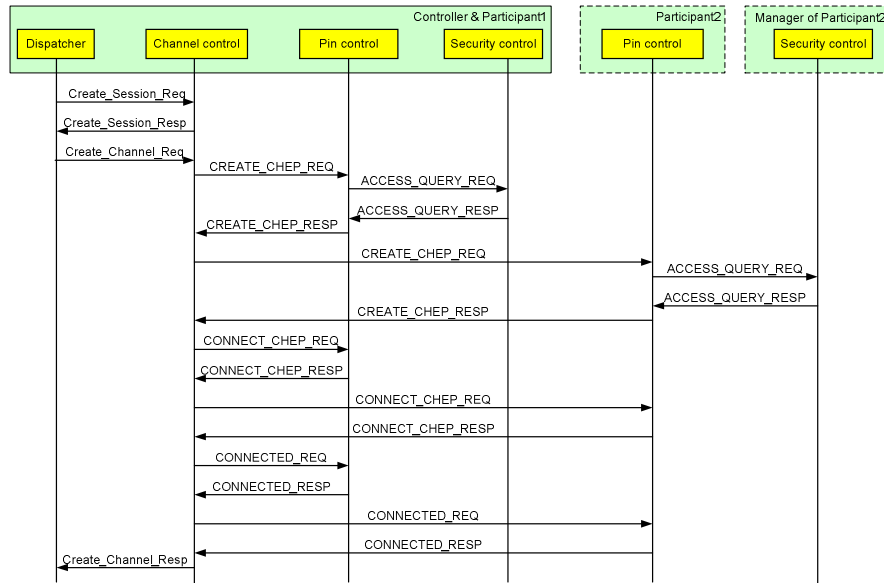 Controller & Participant1
Participant2
Manager of Participant2
Dispatcher
Channel control
Pin control
Security control
Pin control
Security control
Create_Session_Req
Create_Session_Resp
Create_Channel_Req
CREATE_CHEP_REQ
ACCESS_QUERY_REQ
ACCESS_QUERY_RESP
CREATE_CHEP_RESP
CREATE_CHEP_REQ
ACCESS_QUERY_REQ
ACCESS_QUERY_RESP
CREATE_CHEP_RESP
CONNECT_CHEP_REQ
CONNECT_CHEP_RESP
CONNECT_CHEP_REQ
CONNECT_CHEP_RESP
CONNECTED_REQ
CONNECTED_RESP
CONNECTED_REQ
CONNECTED_RESP
Create_Channel_Resp